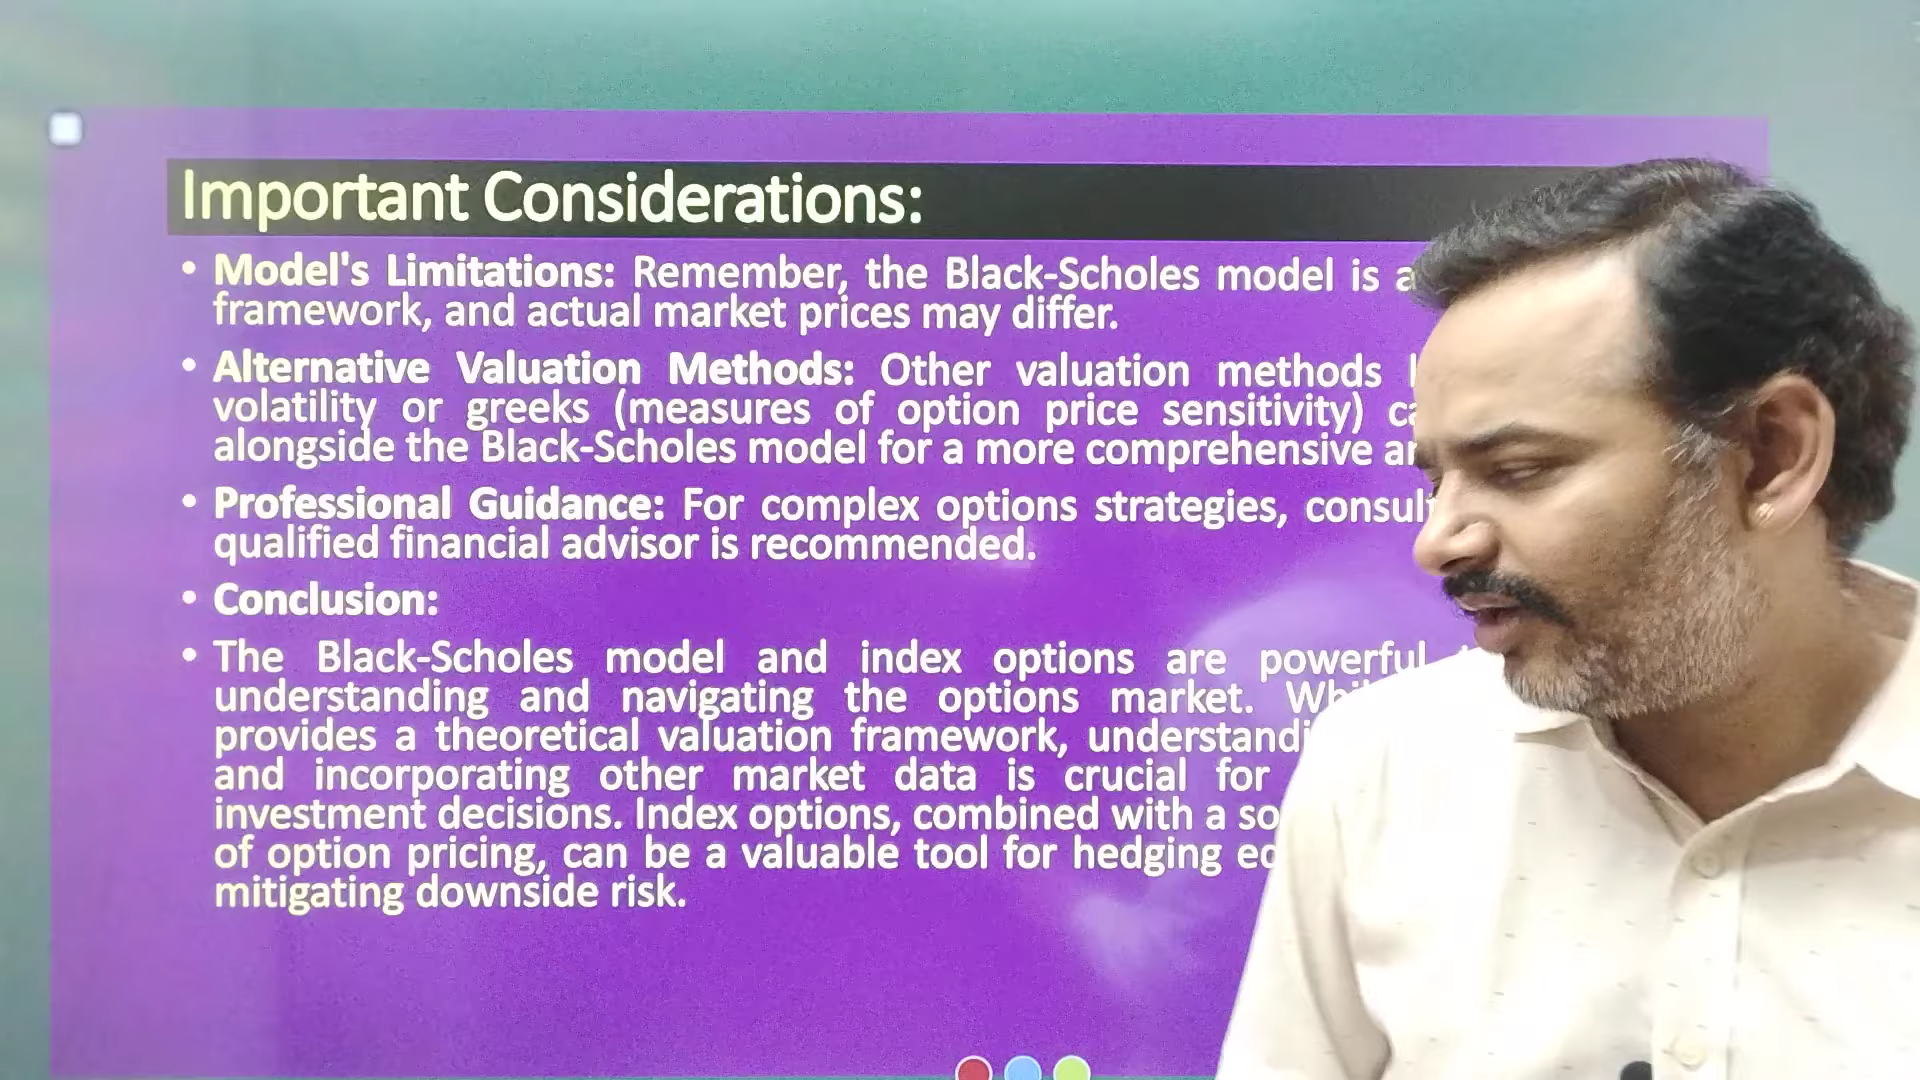 Important Considerations:
• Model's Limitations: Remember, the Black-Scholes model is a
framework, and actual market prices may differ.
• Alternative Valuation Methods: Other valuation methods
volatility or greeks (measures of option price sensitivity)
alongside the Black-Scholes model for a more comprehensive
• Professional Guidance: For complex options strategies,
qualified financial advisor is recommended.
• Conclusion:
• The Black-Scholes model and index options are powerful
understanding and navigating the options market.
provides a theoretical valuation framework,
and incorporating other market data is crucial for
investment decisions. Index options, combined with a
of option pricing, can be a valuable tool for hedging
mitigating downside risk.